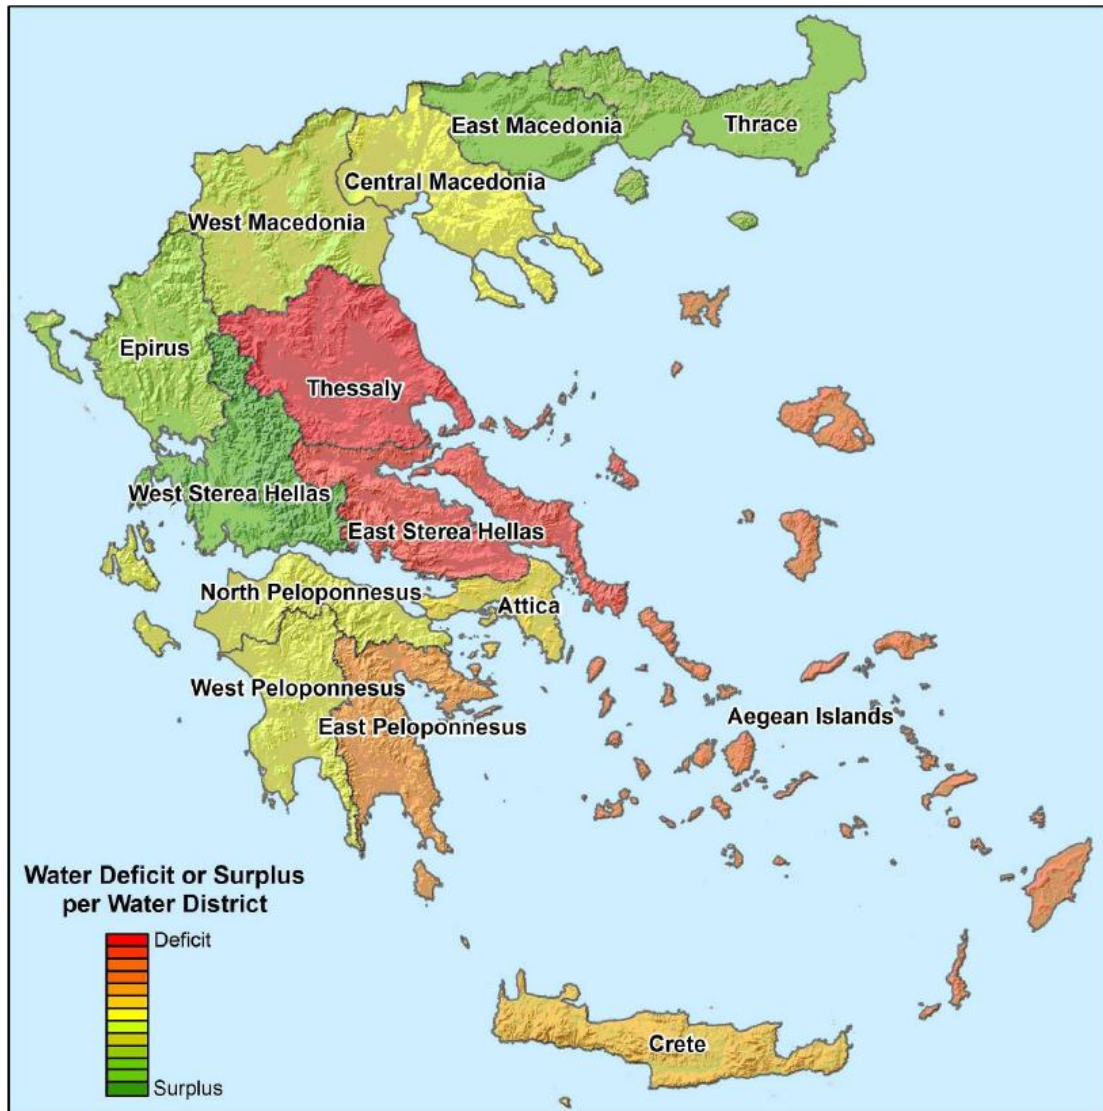 East Macedonia
Thrace
Central Macedonia
West Macedonia
Epirus
Thessaly
West Sterea Hellas
East Sterea Hellas
North Peloponnesus
Attica
West Peloponnesus
East Peloponnesus
Aegean Islands
Crete
Water Deficit or Surplus
per Water District
Deficit
Surplus